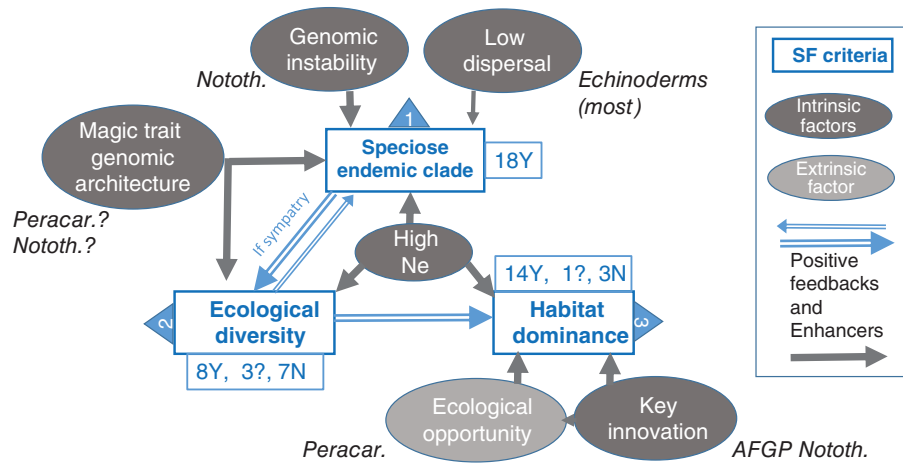 Genomic
instability
Low
dispersal
Nototh.
Echinoderms
(most)
Magic trait
genomic
architecture
1
Speciose
endemic clade
18Y
Peracar.?
Nototh.?
If sympatry
High
Ne
2
Ecological
diversity
8Y, 3?, 7N
14Y, 1?, 3N
Habitat
dominance
3
Ecological
opportunity
Key
innovation
Peracar.
AFGP Nototh.
SF criteria
Intrinsic
factors
Extrinsic
factor
Positive
feedbacks
and
Enhancers